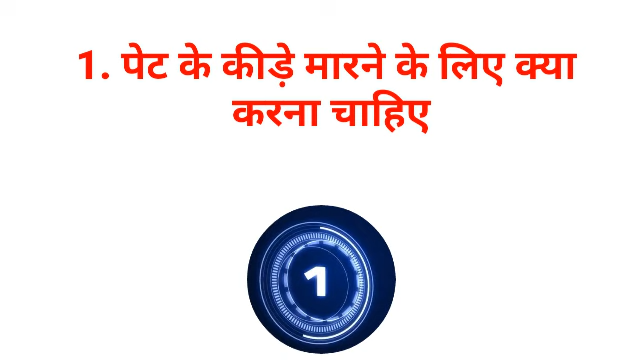 1. पेट के कीड़े मारने के लिए क्या
करना चाहिए
1